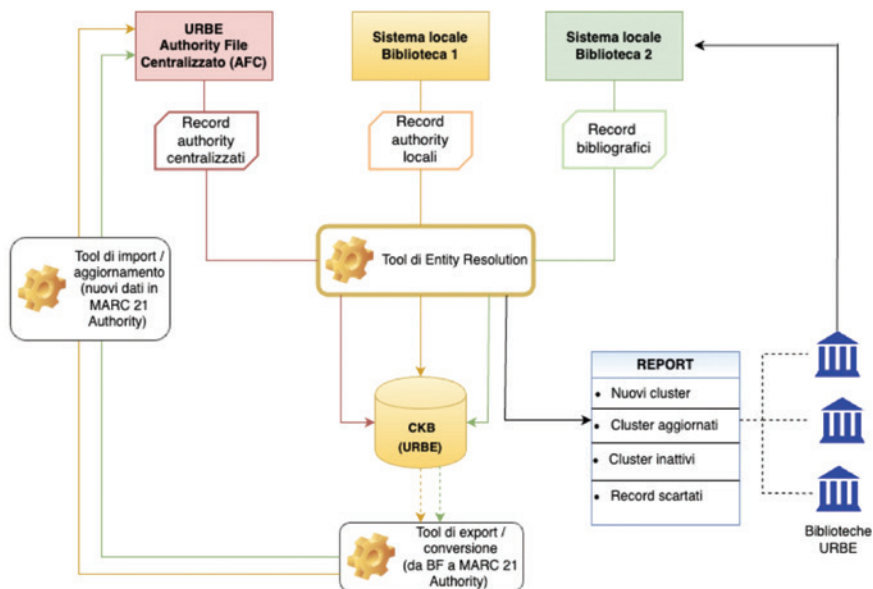 URBE
Authority File
Centralizzato (AFC)
Sistema locale
Biblioteca 1
Sistema locale
Biblioteca 2
Record
authority
centralizzati
Record
authority
locali
Record
bibliografici
Tool di import /
aggiornamento
(nuovi dati in
MARC 21
Authority)
Tool di Entity Resolution
REPORT
• Nuovi cluster
• Cluster aggiornati
• Cluster inattivi
• Record scartati
CKB
(URBE)
Tool di export /
conversione
(da BF a MARC 21
Authority)
Biblioteche
URBE